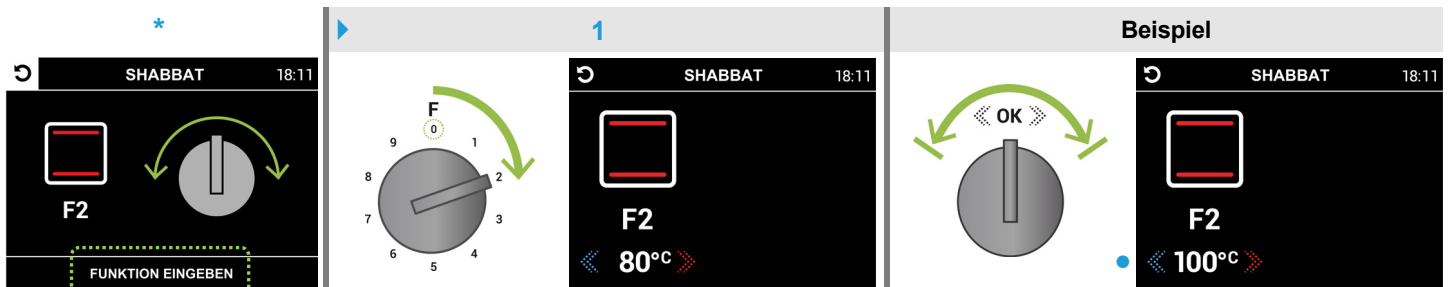 *
1
Beispiel
SHABBAT 18:11
F2
FUNKTION EINGEBEN
F
0
1
2
3
4
5
6
7
8
9
SHABBAT 18:11
F2
80°C
OK
SHABBAT 18:11
F2
100°C